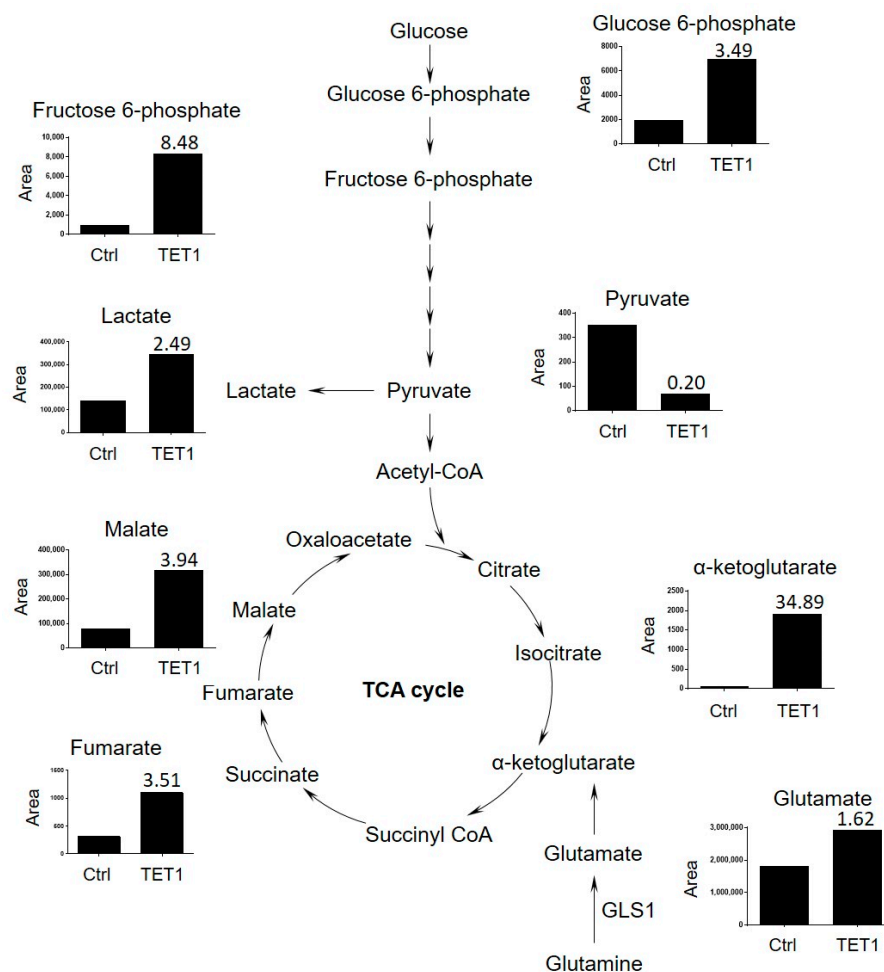 Glucose
Glucose 6-phosphate
Fructose 6-phosphate
Pyruvate
Lactate
Acetyl-CoA
Oxaloacetate
Citrate
Isocitrate
α-ketoglutarate
Succinyl CoA
Succinate
Fumarate
Malate
TCA cycle
Glutamate
GLS1
Glutamine
Glucose 6-phosphate
Area
8000
6000
4000
2000
0
3.49
Ctrl TET1
Fructose 6-phosphate
Area
10,000
8,000
6,000
4,000
2,000
0
8.48
Ctrl TET1
Lactate
Area
400,000
300,000
200,000
100,000
0
2.49
Ctrl TET1
Pyruvate
Area
400
300
200
100
0
0.20
Ctrl TET1
Malate
Area
400,000
300,000
200,000
100,000
0
3.94
Ctrl TET1
α-ketoglutarate
Area
2500
2000
1500
1000
500
0
34.89
Ctrl TET1
Fumarate
Area
1000
0
3.51
Ctrl TET1
Glutamate
Area
3,000,000
2,000,000
1,000,000
0
1.62
Ctrl TET1